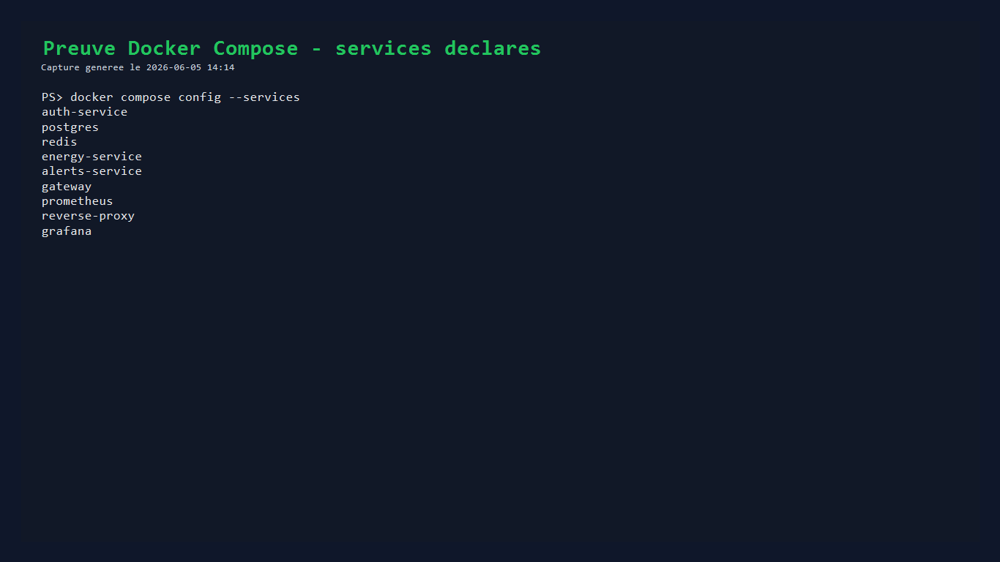 Preuve Docker Compose - services declares
Capture generee le 2026-06-05 14:14
PS> docker compose config --services
auth-service
postgres
redis
energy-service
alerts-service
gateway
prometheus
reverse-proxy
grafana